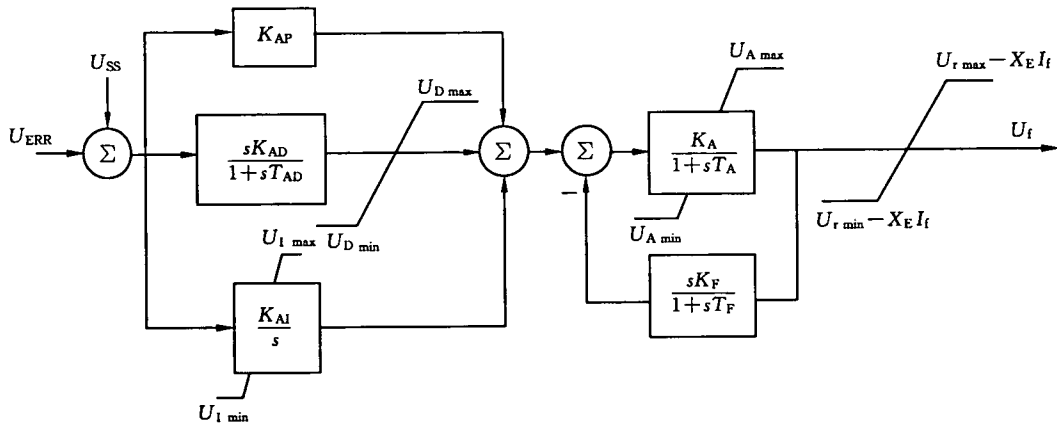 K_AP
U_SS
U_ERR
Σ
sK_AD
1+sT_AD
U_D max
U_D min
U_I max
K_AI
s
U_I min
Σ
Σ
−
U_A max
K_A
1+sT_A
U_A min
sK_F
1+sT_F
U_r max−X_E I_f
U_f
U_r min−X_E I_f